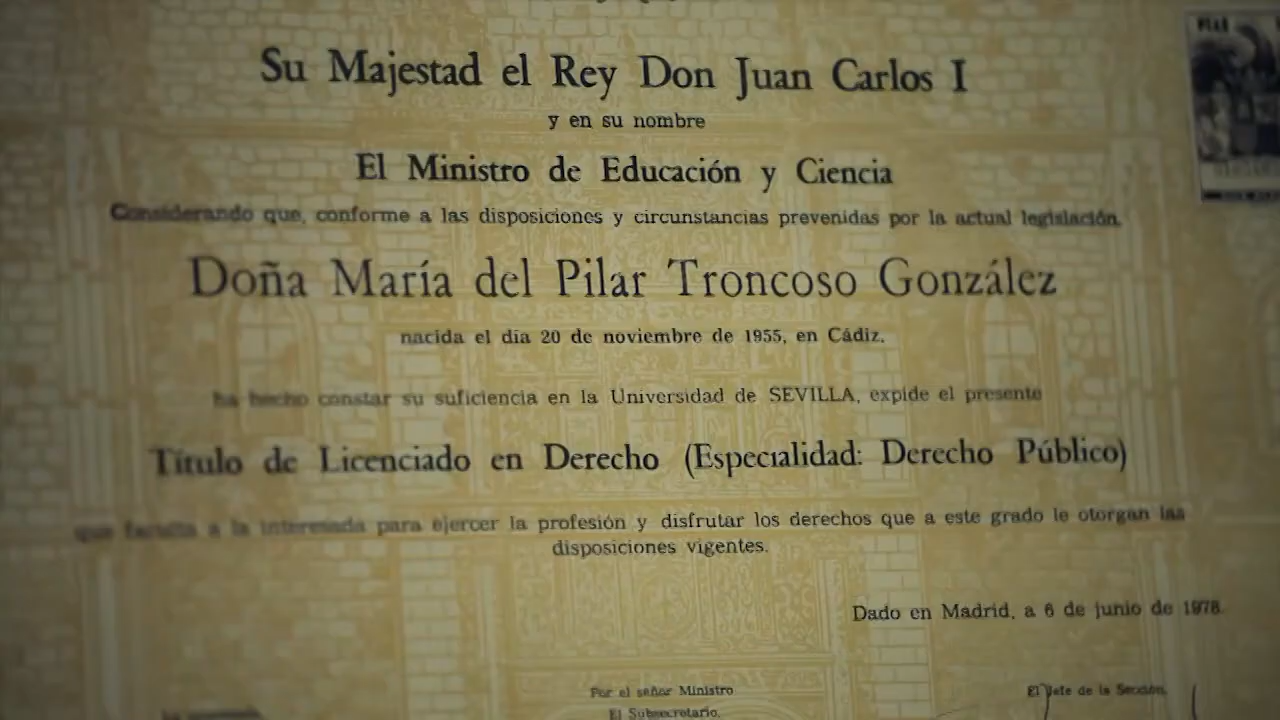 Su Majestad el Rey Don Juan Carlos I
y en su nombre
El Ministro de Educación y Ciencia
Considerando que, conforme a las disposiciones y circunstancias prevenidas por la actual legislación,
Doña María del Pilar Troncoso González
nacida el día 20 de noviembre de 1955, en Cádiz,
ha hecho constar su suficiencia en la Universidad de SEVILLA, expide el presente
Título de Licenciado en Derecho (Especialidad: Derecho Público)
que faculta a la interesada para ejercer la profesión y disfrutar los derechos que a este grado le otorgan las
disposiciones vigentes.
Dado en Madrid, a 6 de junio de 1978.
Por el señor Ministro
El Subsecretario,
El Jefe de la Sección,